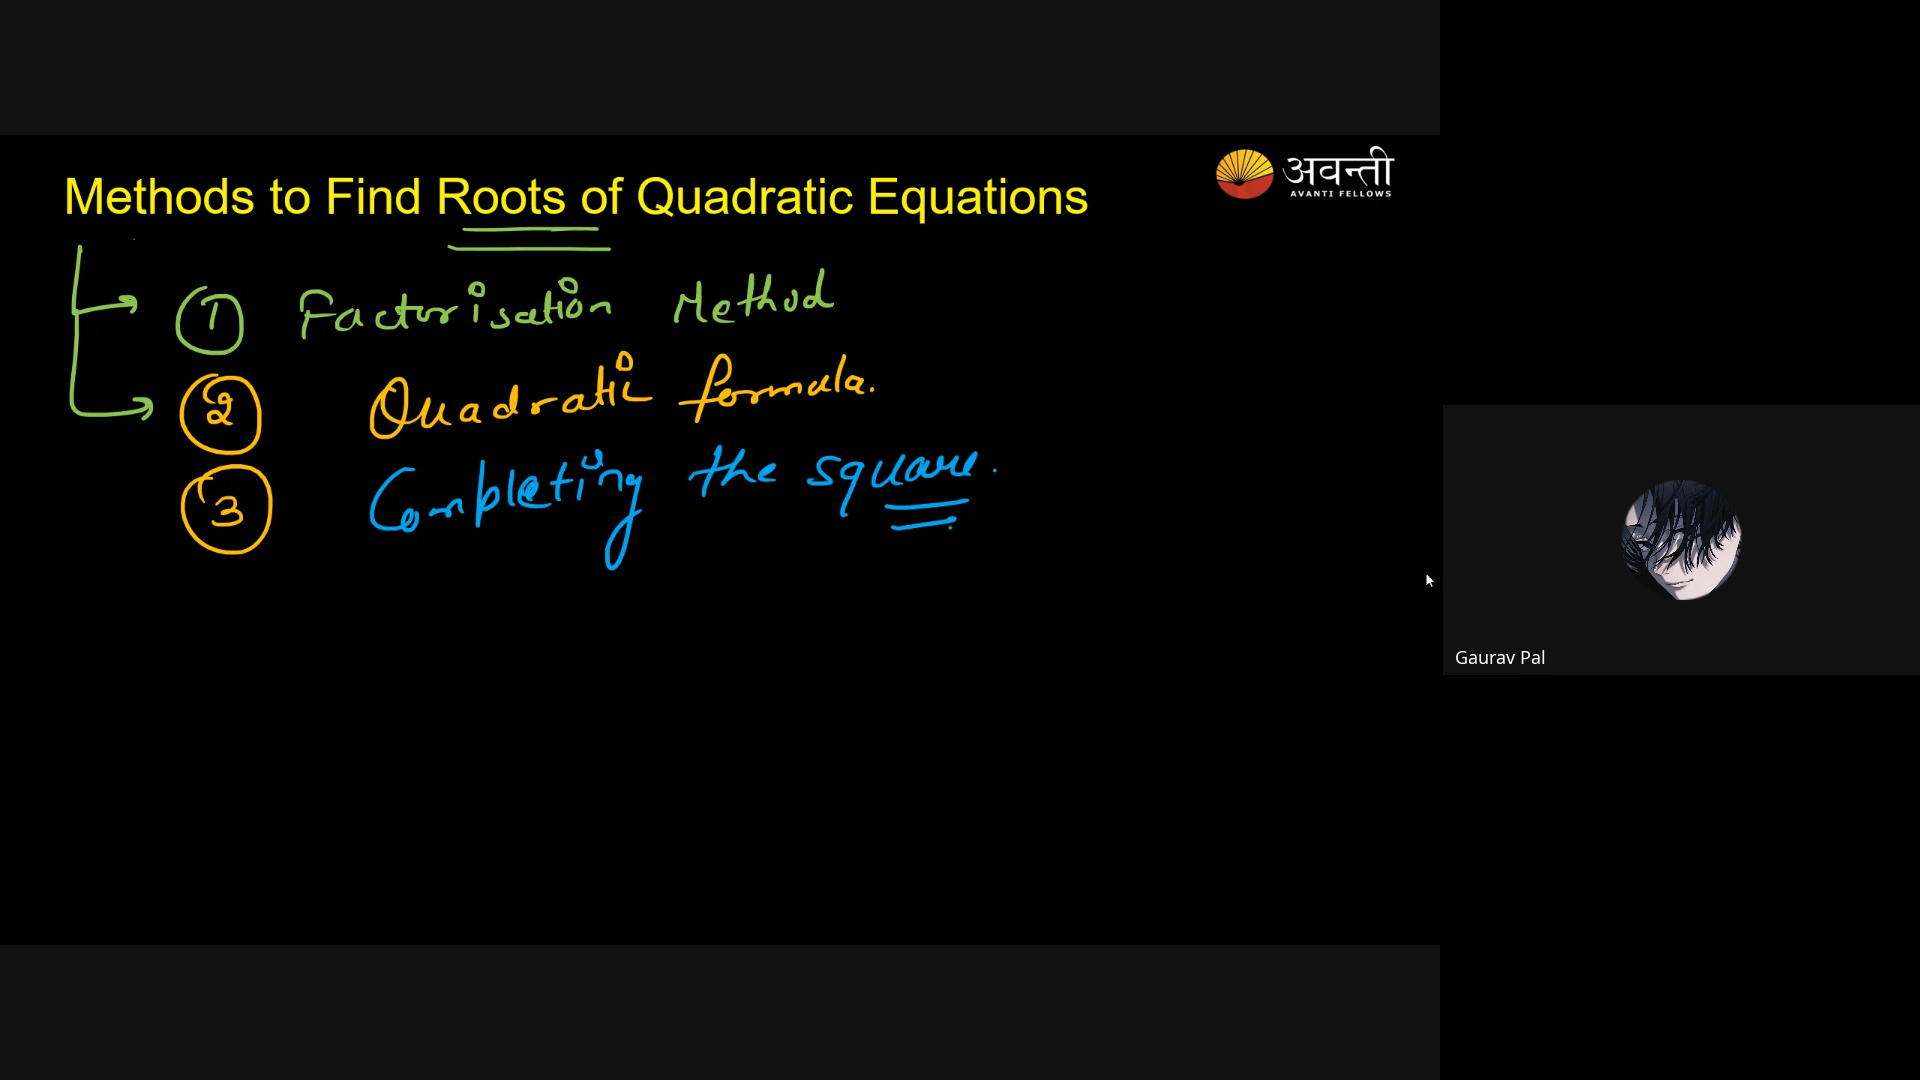 Methods to Find Roots of Quadratic Equations
अवन्ती
AVANTI FELLOWS
1 Factorisation Method
2 Quadratic formula.
3 Completing the square.
Gaurav Pal